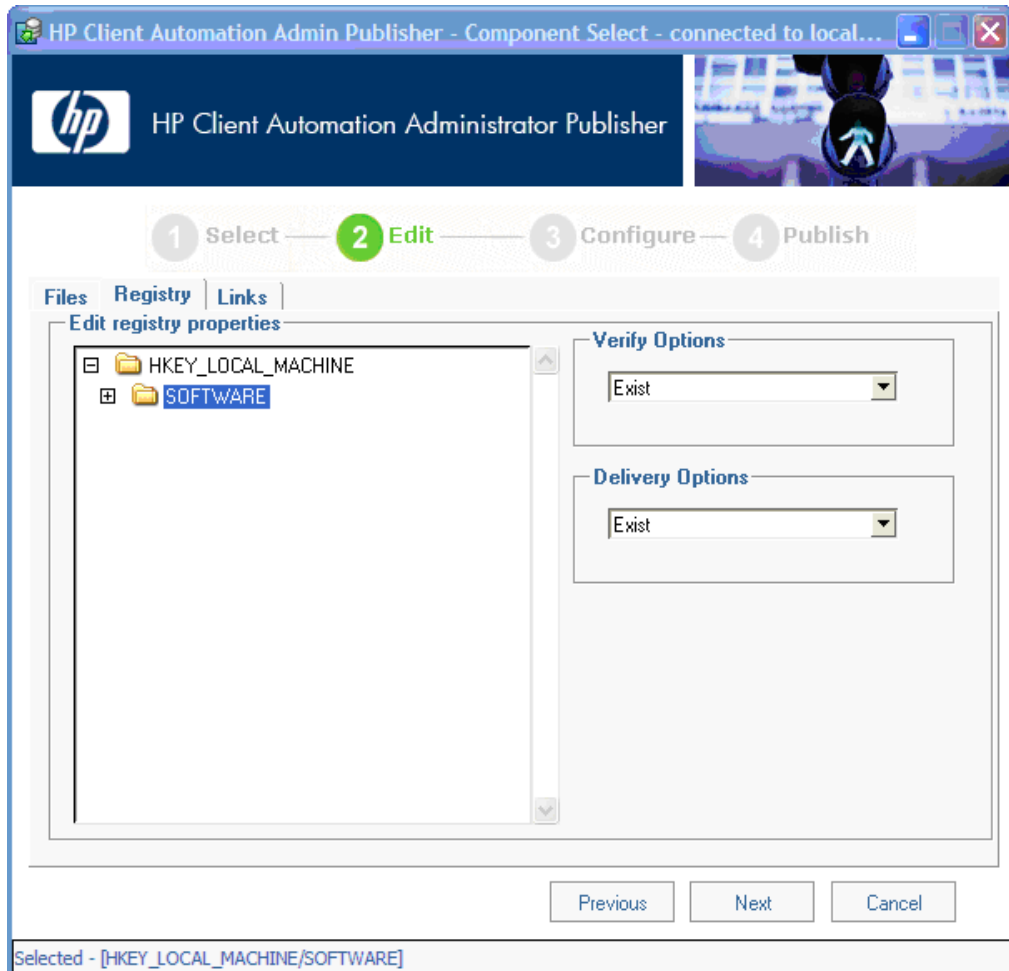 HP Client Automation Admin Publisher - Component Select - connected to local...
hp HP Client Automation Administrator Publisher
1 Select 2 Edit 3 Configure 4 Publish
Files Registry Links
Edit registry properties
HKEY_LOCAL_MACHINE
SOFTWARE
Verify Options
Exist
Delivery Options
Exist
Previous Next Cancel
Selected - [HKEY_LOCAL_MACHINE/SOFTWARE]